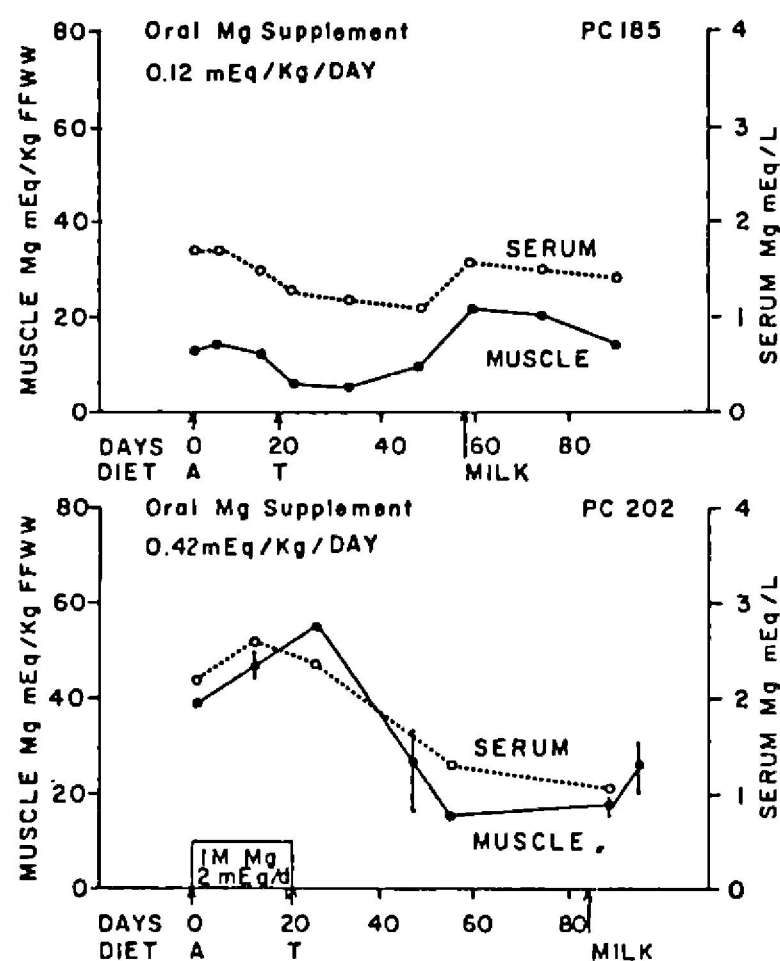 Oral Mg Supplement PC 185
0.12 mEq/Kg/DAY
MUSCLE Mg mEq/Kg FFWW
80
60
40
20
0
SERUM
MUSCLE
4
3
2
1
0
SERUM Mg mEq/L
DAYS 0 20 40 60 80
DIET A T MILK
Oral Mg Supplement PC 202
0.42mEq/Kg/DAY
MUSCLE Mg mEq/Kg FFWW
80
60
40
20
0
SERUM
MUSCLE
IM Mg
2 mEq/d
4
3
2
1
0
SERUM Mg mEq/L
DAYS 0 20 40 60 80
DIET A T MILK